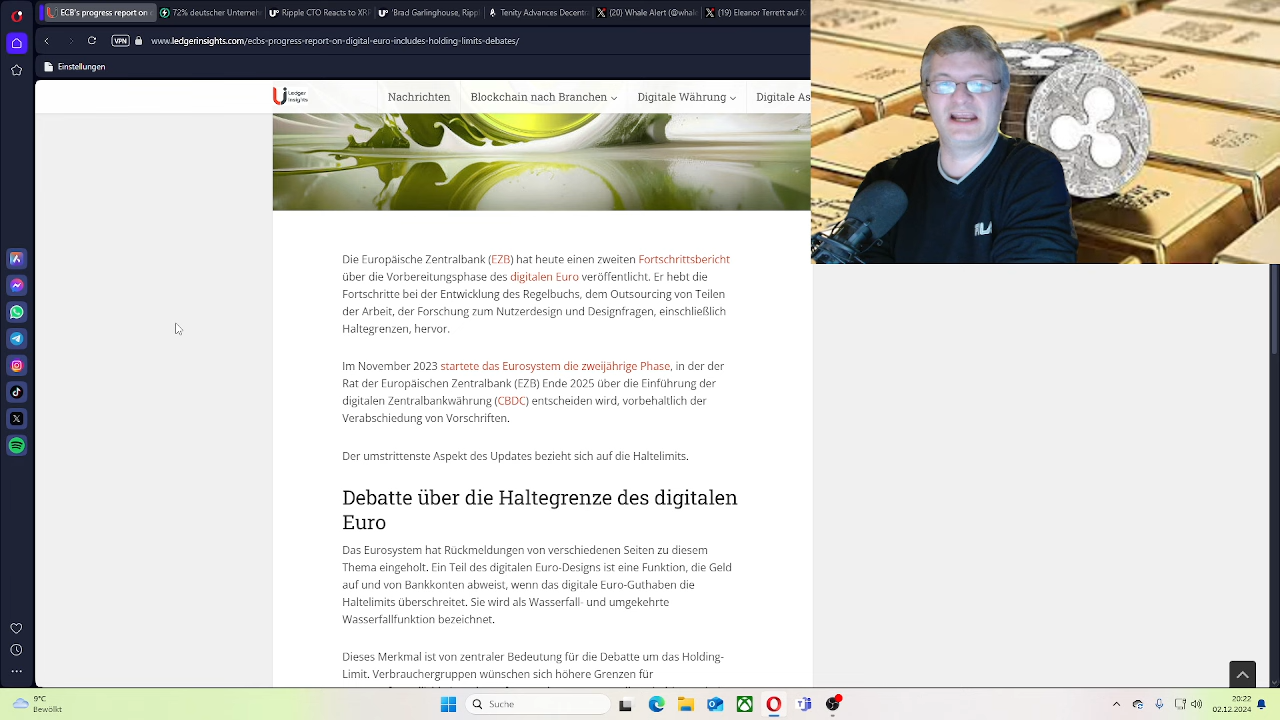 ECB's progress report on
72% deutscher Unterneh
Ripple CTO Reacts to XRI
'Brad Garlinghouse, Rippl
Tenity Advances Decentr
(20) Whale Alert (@whale
(19) Eleanor Terrett auf X
VPN
www.ledgerinsights.com/ecbs-progress-report-on-digital-euro-includes-holding-limits-debates/
Einstellungen
Ledger
Insights
Nachrichten
Blockchain nach Branchen
Digitale Währung
Digitale As
Die Europäische Zentralbank (EZB) hat heute einen zweiten Fortschrittsbericht
über die Vorbereitungsphase des digitalen Euro veröffentlicht. Er hebt die
Fortschritte bei der Entwicklung des Regelbuchs, dem Outsourcing von Teilen
der Arbeit, der Forschung zum Nutzerdesign und Designfragen, einschließlich
Haltegrenzen, hervor.
Im November 2023 startete das Eurosystem die zweijährige Phase, in der der
Rat der Europäischen Zentralbank (EZB) Ende 2025 über die Einführung der
digitalen Zentralbankwährung (CBDC) entscheiden wird, vorbehaltlich der
Verabschiedung von Vorschriften.
Der umstrittenste Aspekt des Updates bezieht sich auf die Haltelimits.
Debatte über die Haltegrenze des digitalen
Euro
Das Eurosystem hat Rückmeldungen von verschiedenen Seiten zu diesem
Thema eingeholt. Ein Teil des digitalen Euro-Designs ist eine Funktion, die Geld
auf und von Bankkonten abweist, wenn das digitale Euro-Guthaben die
Haltelimits überschreitet. Sie wird als Wasserfall- und umgekehrte
Wasserfallfunktion bezeichnet.
Dieses Merkmal ist von zentraler Bedeutung für die Debatte um das Holding-
Limit. Verbrauchergruppen wünschen sich höhere Grenzen für
9°C
Bewölkt
Suche
20:22
02.12.2024